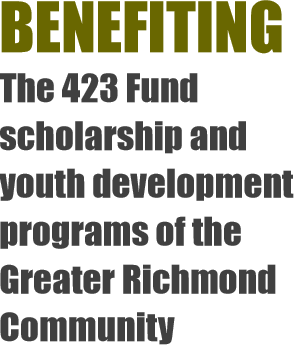 BENEFITING
The 423 Fund
scholarship and
youth development
programs of the
Greater Richmond
Community